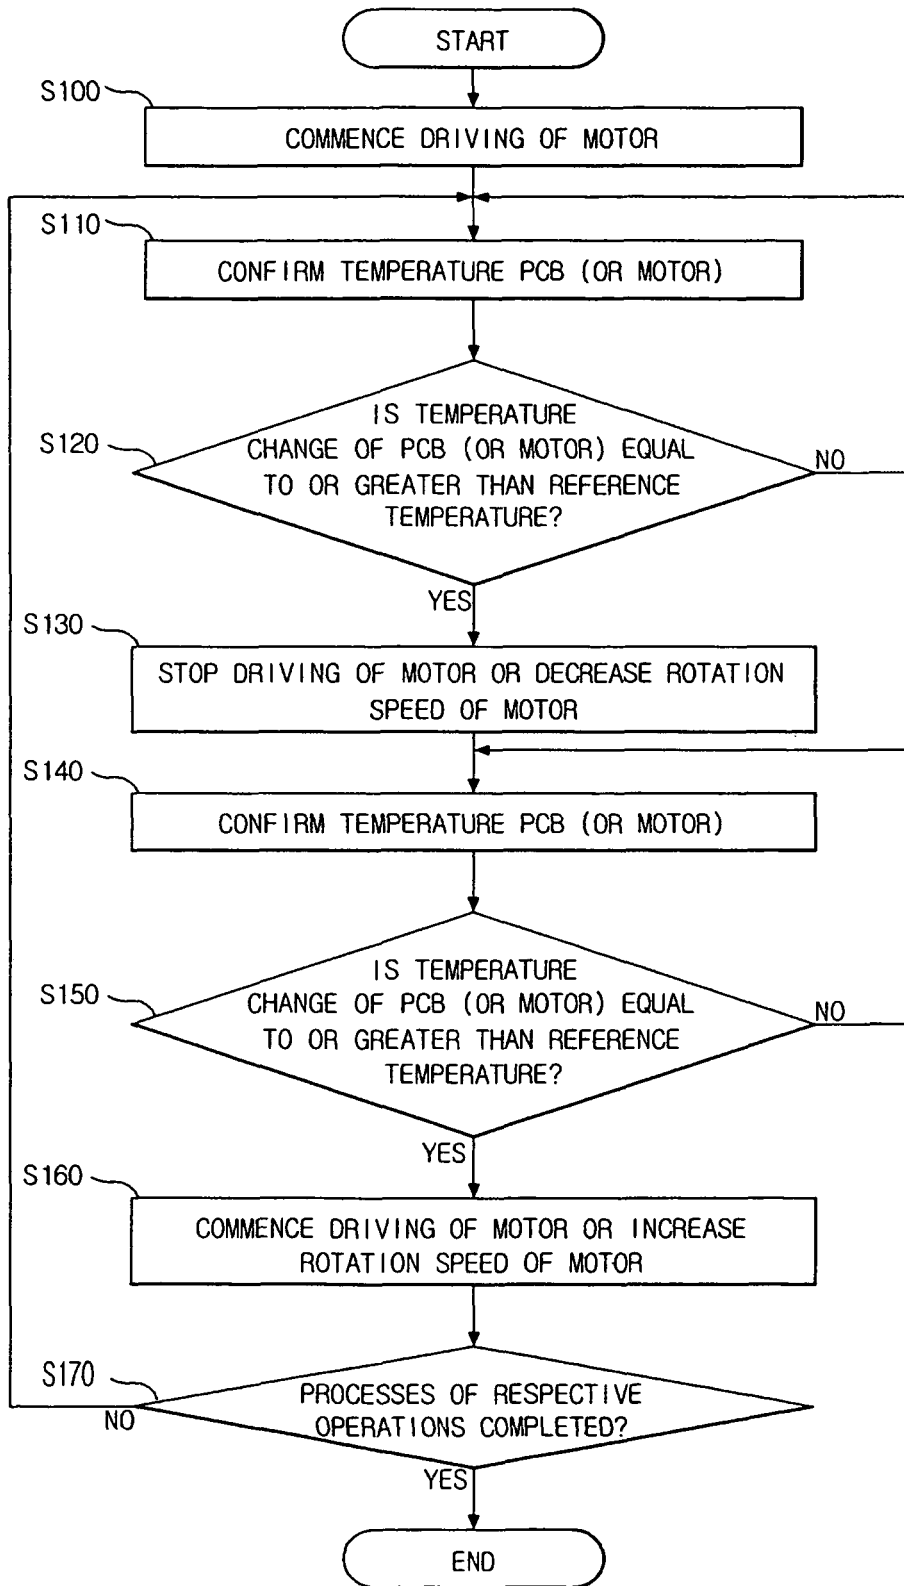 START
S100
COMMENCE DRIVING OF MOTOR
S110
CONFIRM TEMPERATURE PCB (OR MOTOR)
IS TEMPERATURE
S120
CHANGE OF PCB (OR MOTOR) EQUAL
TO OR GREATER THAN REFERENCE
TEMPERATURE?
NO
YES
S130
STOP DRIVING OF MOTOR OR DECREASE ROTATION
SPEED OF MOTOR
S140
CONFIRM TEMPERATURE PCB (OR MOTOR)
IS TEMPERATURE
S150
CHANGE OF PCB (OR MOTOR) EQUAL
TO OR GREATER THAN REFERENCE
TEMPERATURE?
NO
YES
S160
COMMENCE DRIVING OF MOTOR OR INCREASE
ROTATION SPEED OF MOTOR
S170
PROCESSES OF RESPECTIVE
OPERATIONS COMPLETED?
NO
YES
END